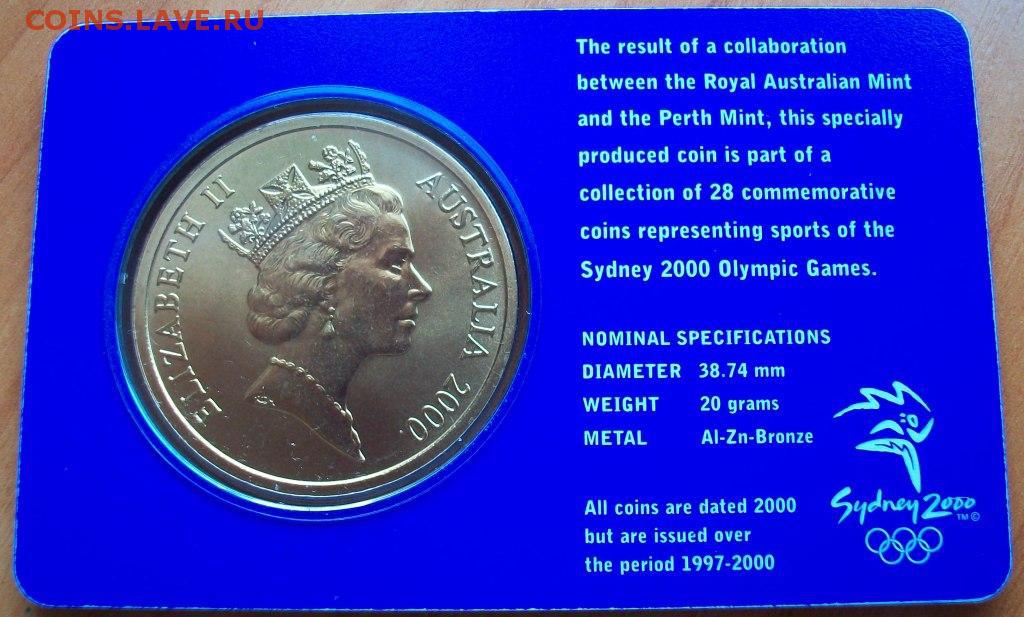 COINS.LAVE.RU
ELIZABETH II
AUSTRALIA 2000
The result of a collaboration
between the Royal Australian Mint
and the Perth Mint, this specially
produced coin is part of a
collection of 28 commemorative
coins representing sports of the
Sydney 2000 Olympic Games.
NOMINAL SPECIFICATIONS
DIAMETER 38.74 mm
WEIGHT 20 grams
METAL Al-Zn-Bronze
All coins are dated 2000
but are issued over
the period 1997-2000
Sydney 2000
TM ©